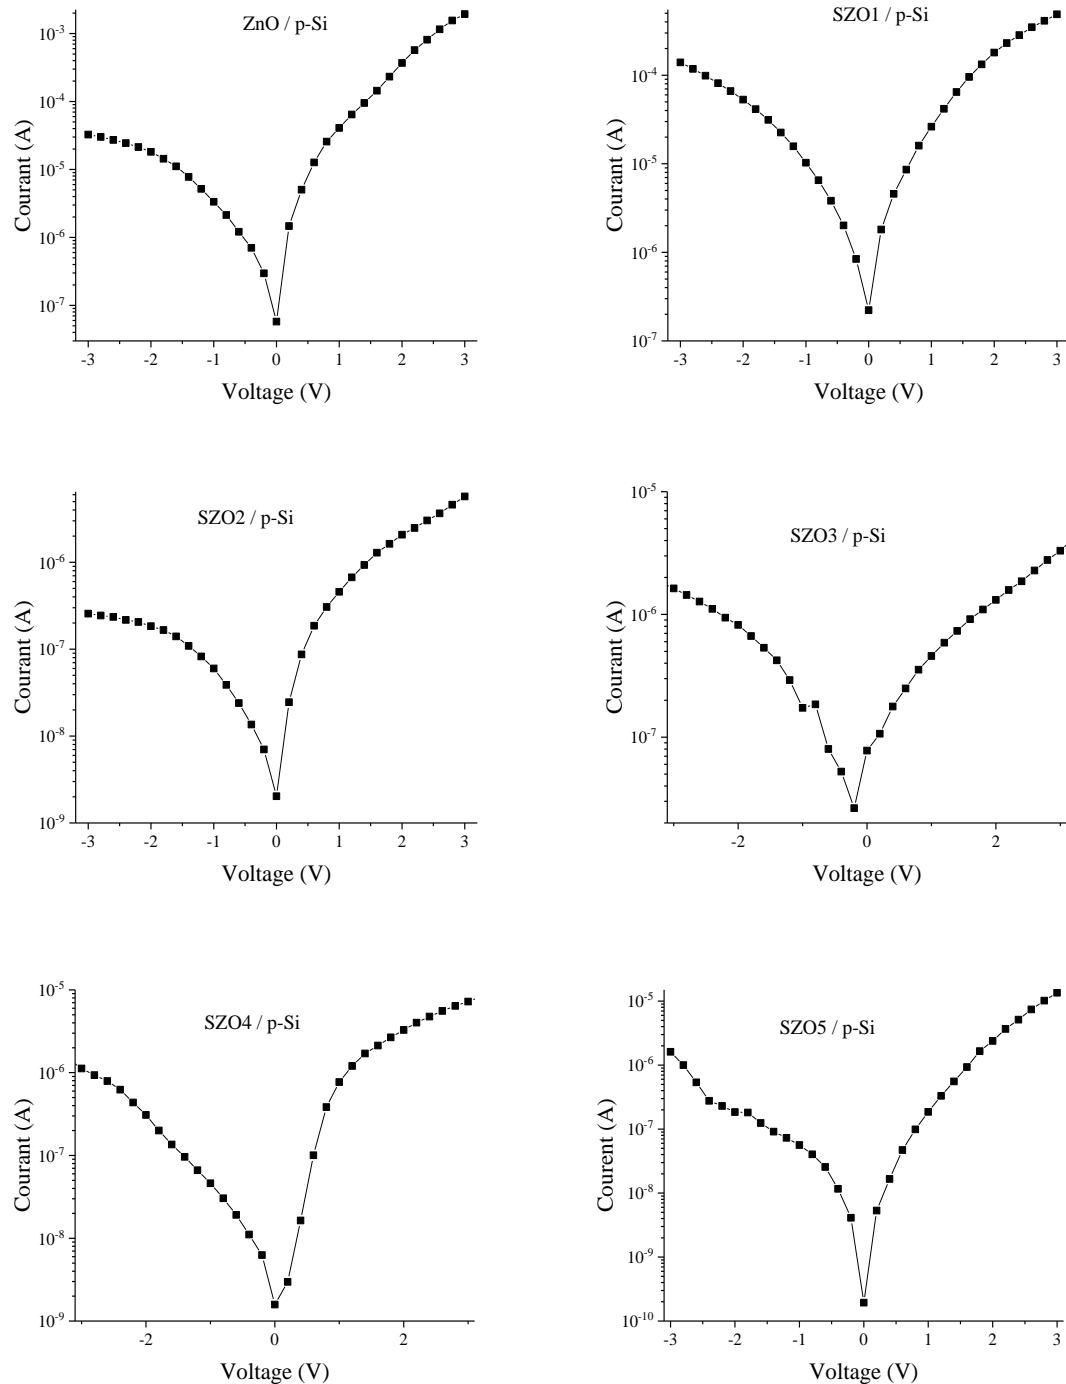 ZnO / p-Si
10^-3
10^-4
10^-5
10^-6
10^-7
Courant (A)
-3 -2 -1 0 1 2 3
Voltage (V)
SZO1 / p-Si
10^-4
10^-5
10^-6
10^-7
Courant (A)
-3 -2 -1 0 1 2 3
Voltage (V)
SZO2 / p-Si
10^-6
10^-7
10^-8
10^-9
Courant (A)
-3 -2 -1 0 1 2 3
Voltage (V)
SZO3 / p-Si
10^-5
10^-6
10^-7
Courant (A)
-2 0 2
Voltage (V)
SZO4 / p-Si
10^-5
10^-6
10^-7
10^-8
10^-9
Courant (A)
-2 0 2
Voltage (V)
SZO5 / p-Si
10^-5
10^-6
10^-7
10^-8
10^-9
10^-10
Courent (A)
-3 -2 -1 0 1 2 3
Voltage (V)